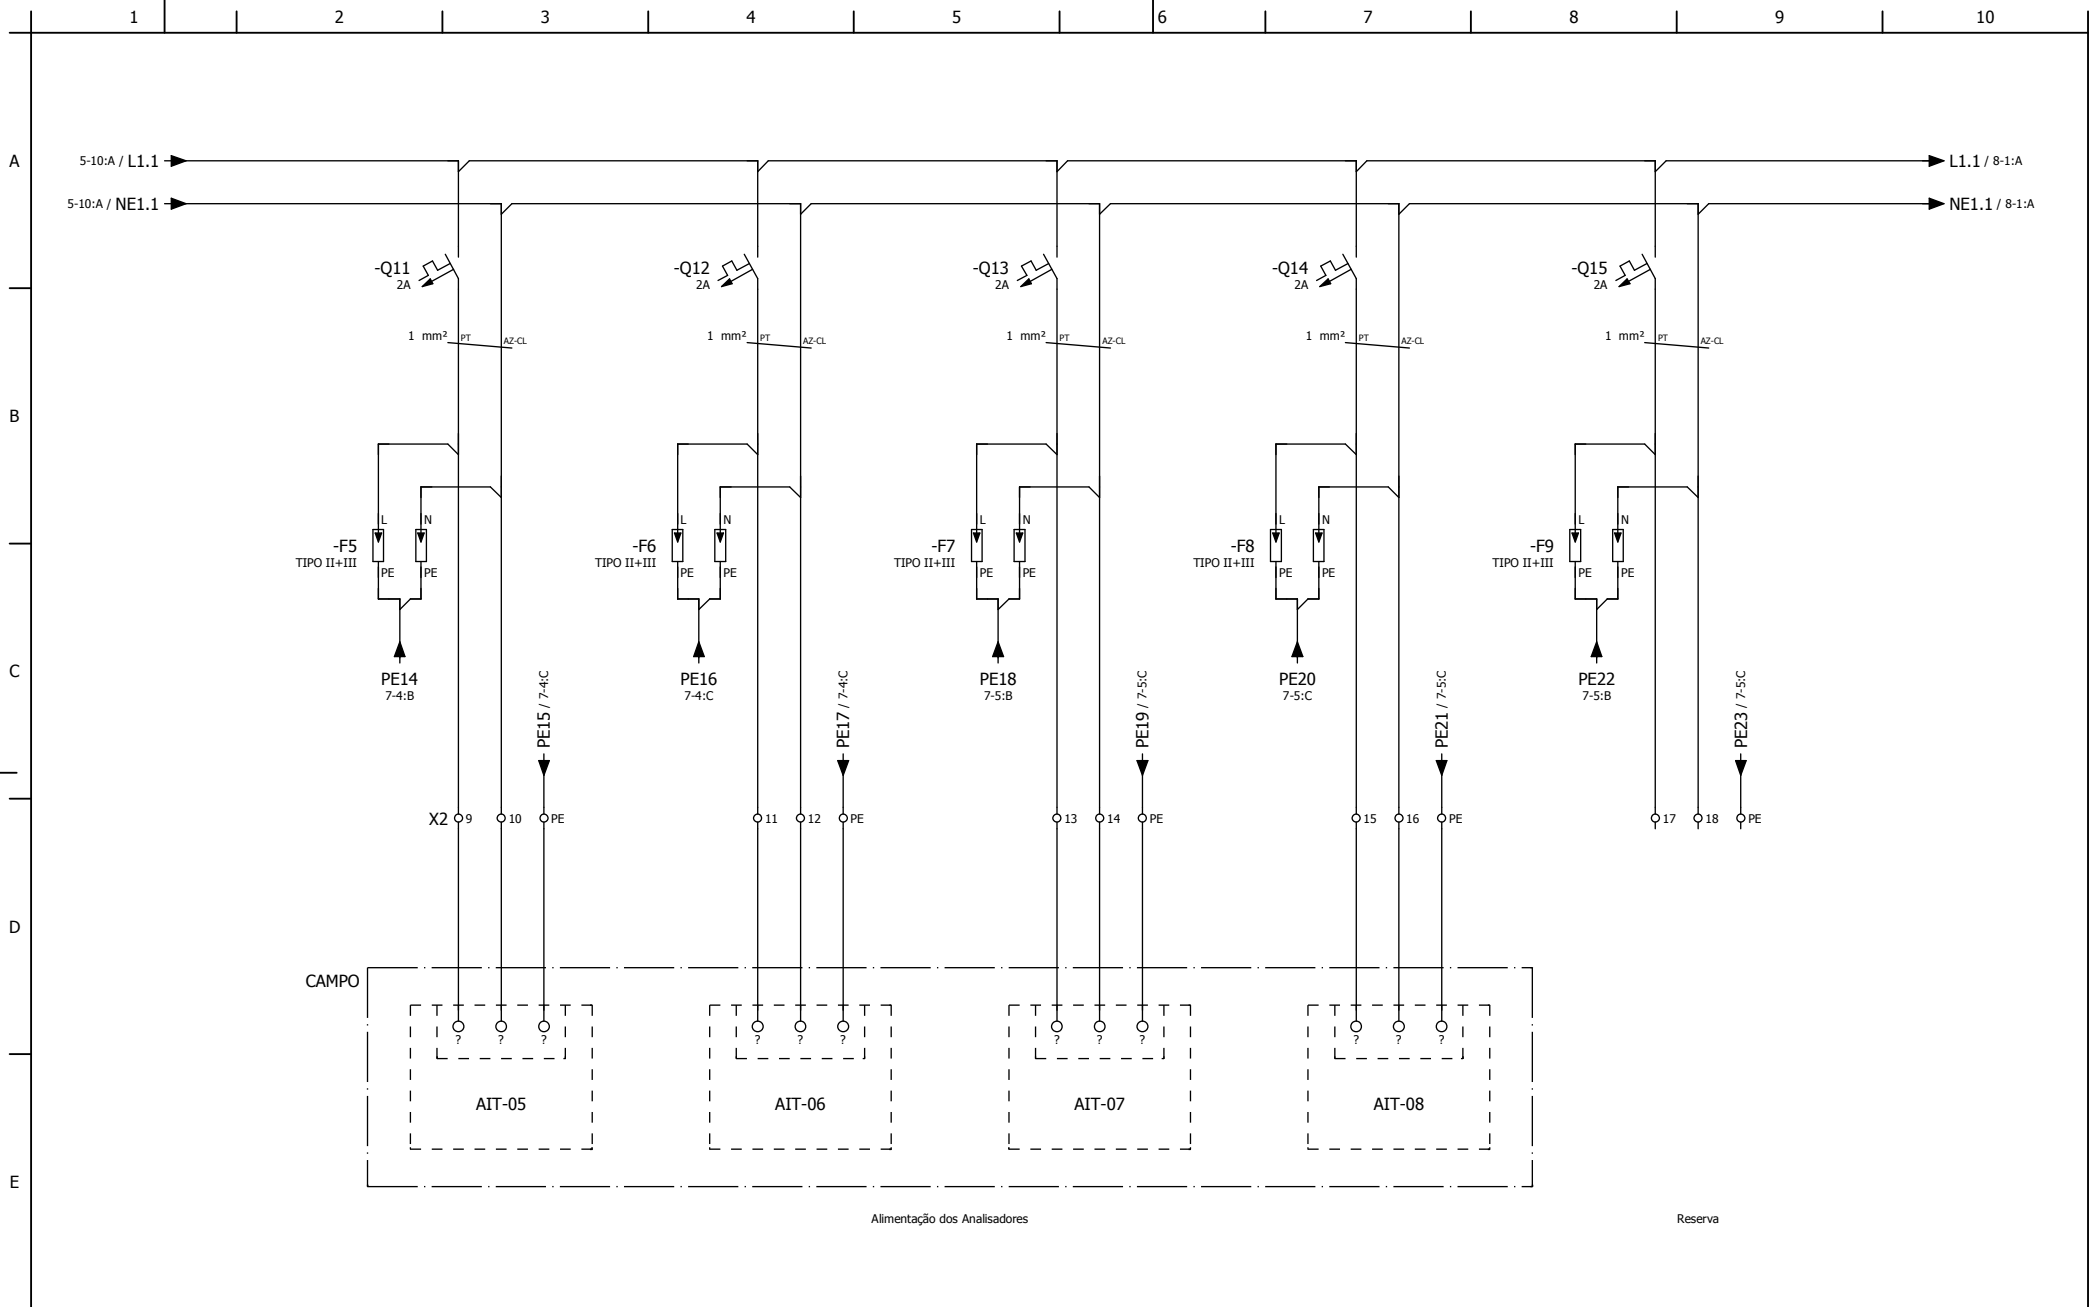 1 2 3 4 5 6 7 8 9 10
A
5-10:A / L1.1
L1.1 / 8-1:A
5-10:A / NE1.1
NE1.1 / 8-1:A
-Q11 -Q12 -Q13 -Q14 -Q15
2A 2A 2A 2A 2A
1 mm² PT AZ-CL 1 mm² PT AZ-CL 1 mm² PT AZ-CL 1 mm² PT AZ-CL 1 mm² PT AZ-CL
B
L N L N L N L N L N
-F5 -F6 -F7 -F8 -F9
TIPO II+III TIPO II+III TIPO II+III TIPO II+III TIPO II+III
PE PE PE PE PE PE PE PE PE PE
C
PE14 PE16 PE18 PE20 PE22
7-4:B 7-4:C 7-5:B 7-5:C 7-5:B
PE15 / 7-4:C
PE17 / 7-4:C
PE19 / 7-5:C
PE21 / 7-5:C
PE23 / 7-5:C
X2 9 10 PE 11 12 PE 13 14 PE 15 16 PE 17 18 PE
D
CAMPO
? ? ? ? ? ? ? ? ? ? ? ?
AIT-05 AIT-06 AIT-07 AIT-08
E
Alimentação dos Analisadores
Reserva